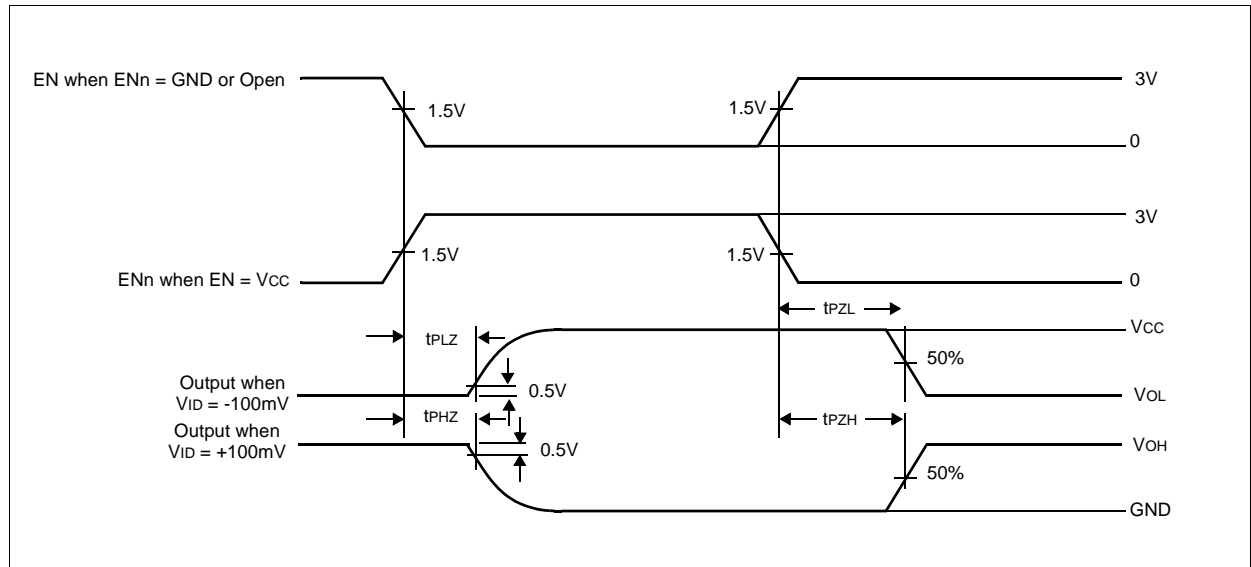 EN when ENn = GND or Open
3V
1.5V
1.5V
0
3V
1.5V
1.5V
ENn when EN = VCC
0
tPZL
VCC
tPLZ
50%
Output when
VID = -100mV
0.5V
VOL
tPHZ
tPZH
Output when
VID = +100mV
0.5V
VOH
50%
GND